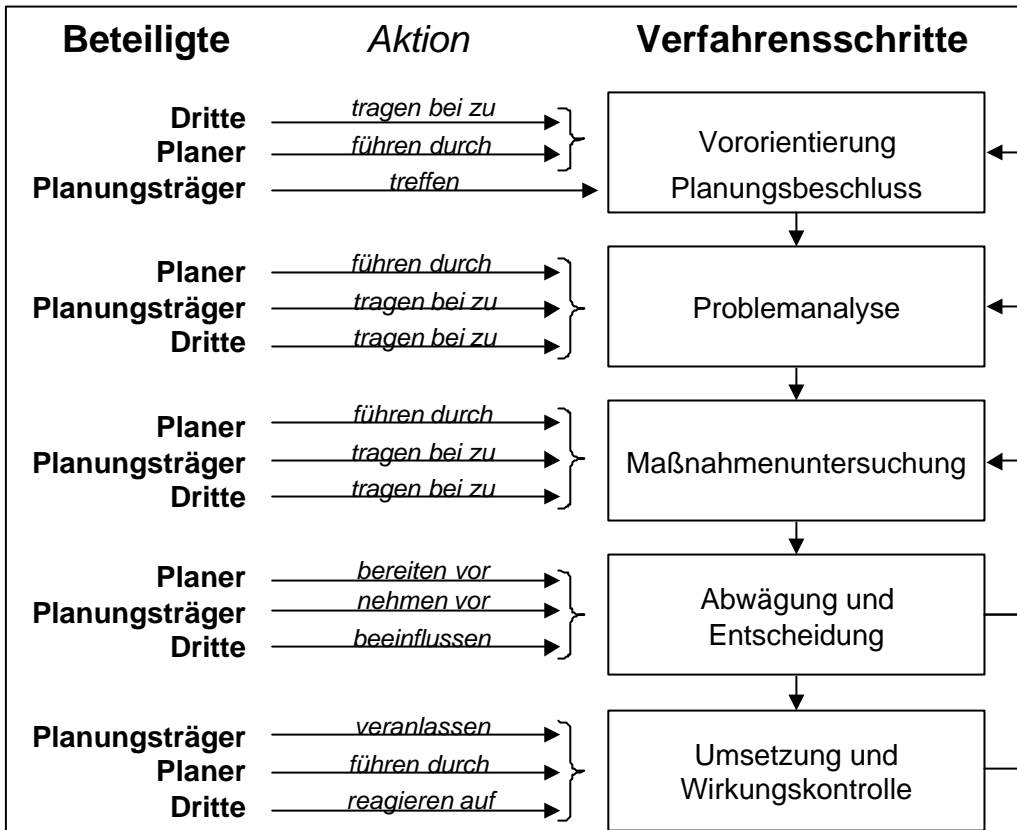 Beteiligte Aktion Verfahrensschritte
Dritte tragen bei zu
Planer führen durch
Vororientierung
Planungsträger treffen
Planungsbeschluss
Planer führen durch
Planungsträger tragen bei zu
Dritte tragen bei zu
Problemanalyse
Planer führen durch
Planungsträger tragen bei zu
Dritte tragen bei zu
Maßnahmenuntersuchung
Planer bereiten vor
Planungsträger nehmen vor
Dritte beeinflussen
Abwägung und
Entscheidung
Planungsträger veranlassen
Planer führen durch
Dritte reagieren auf
Umsetzung und
Wirkungskontrolle